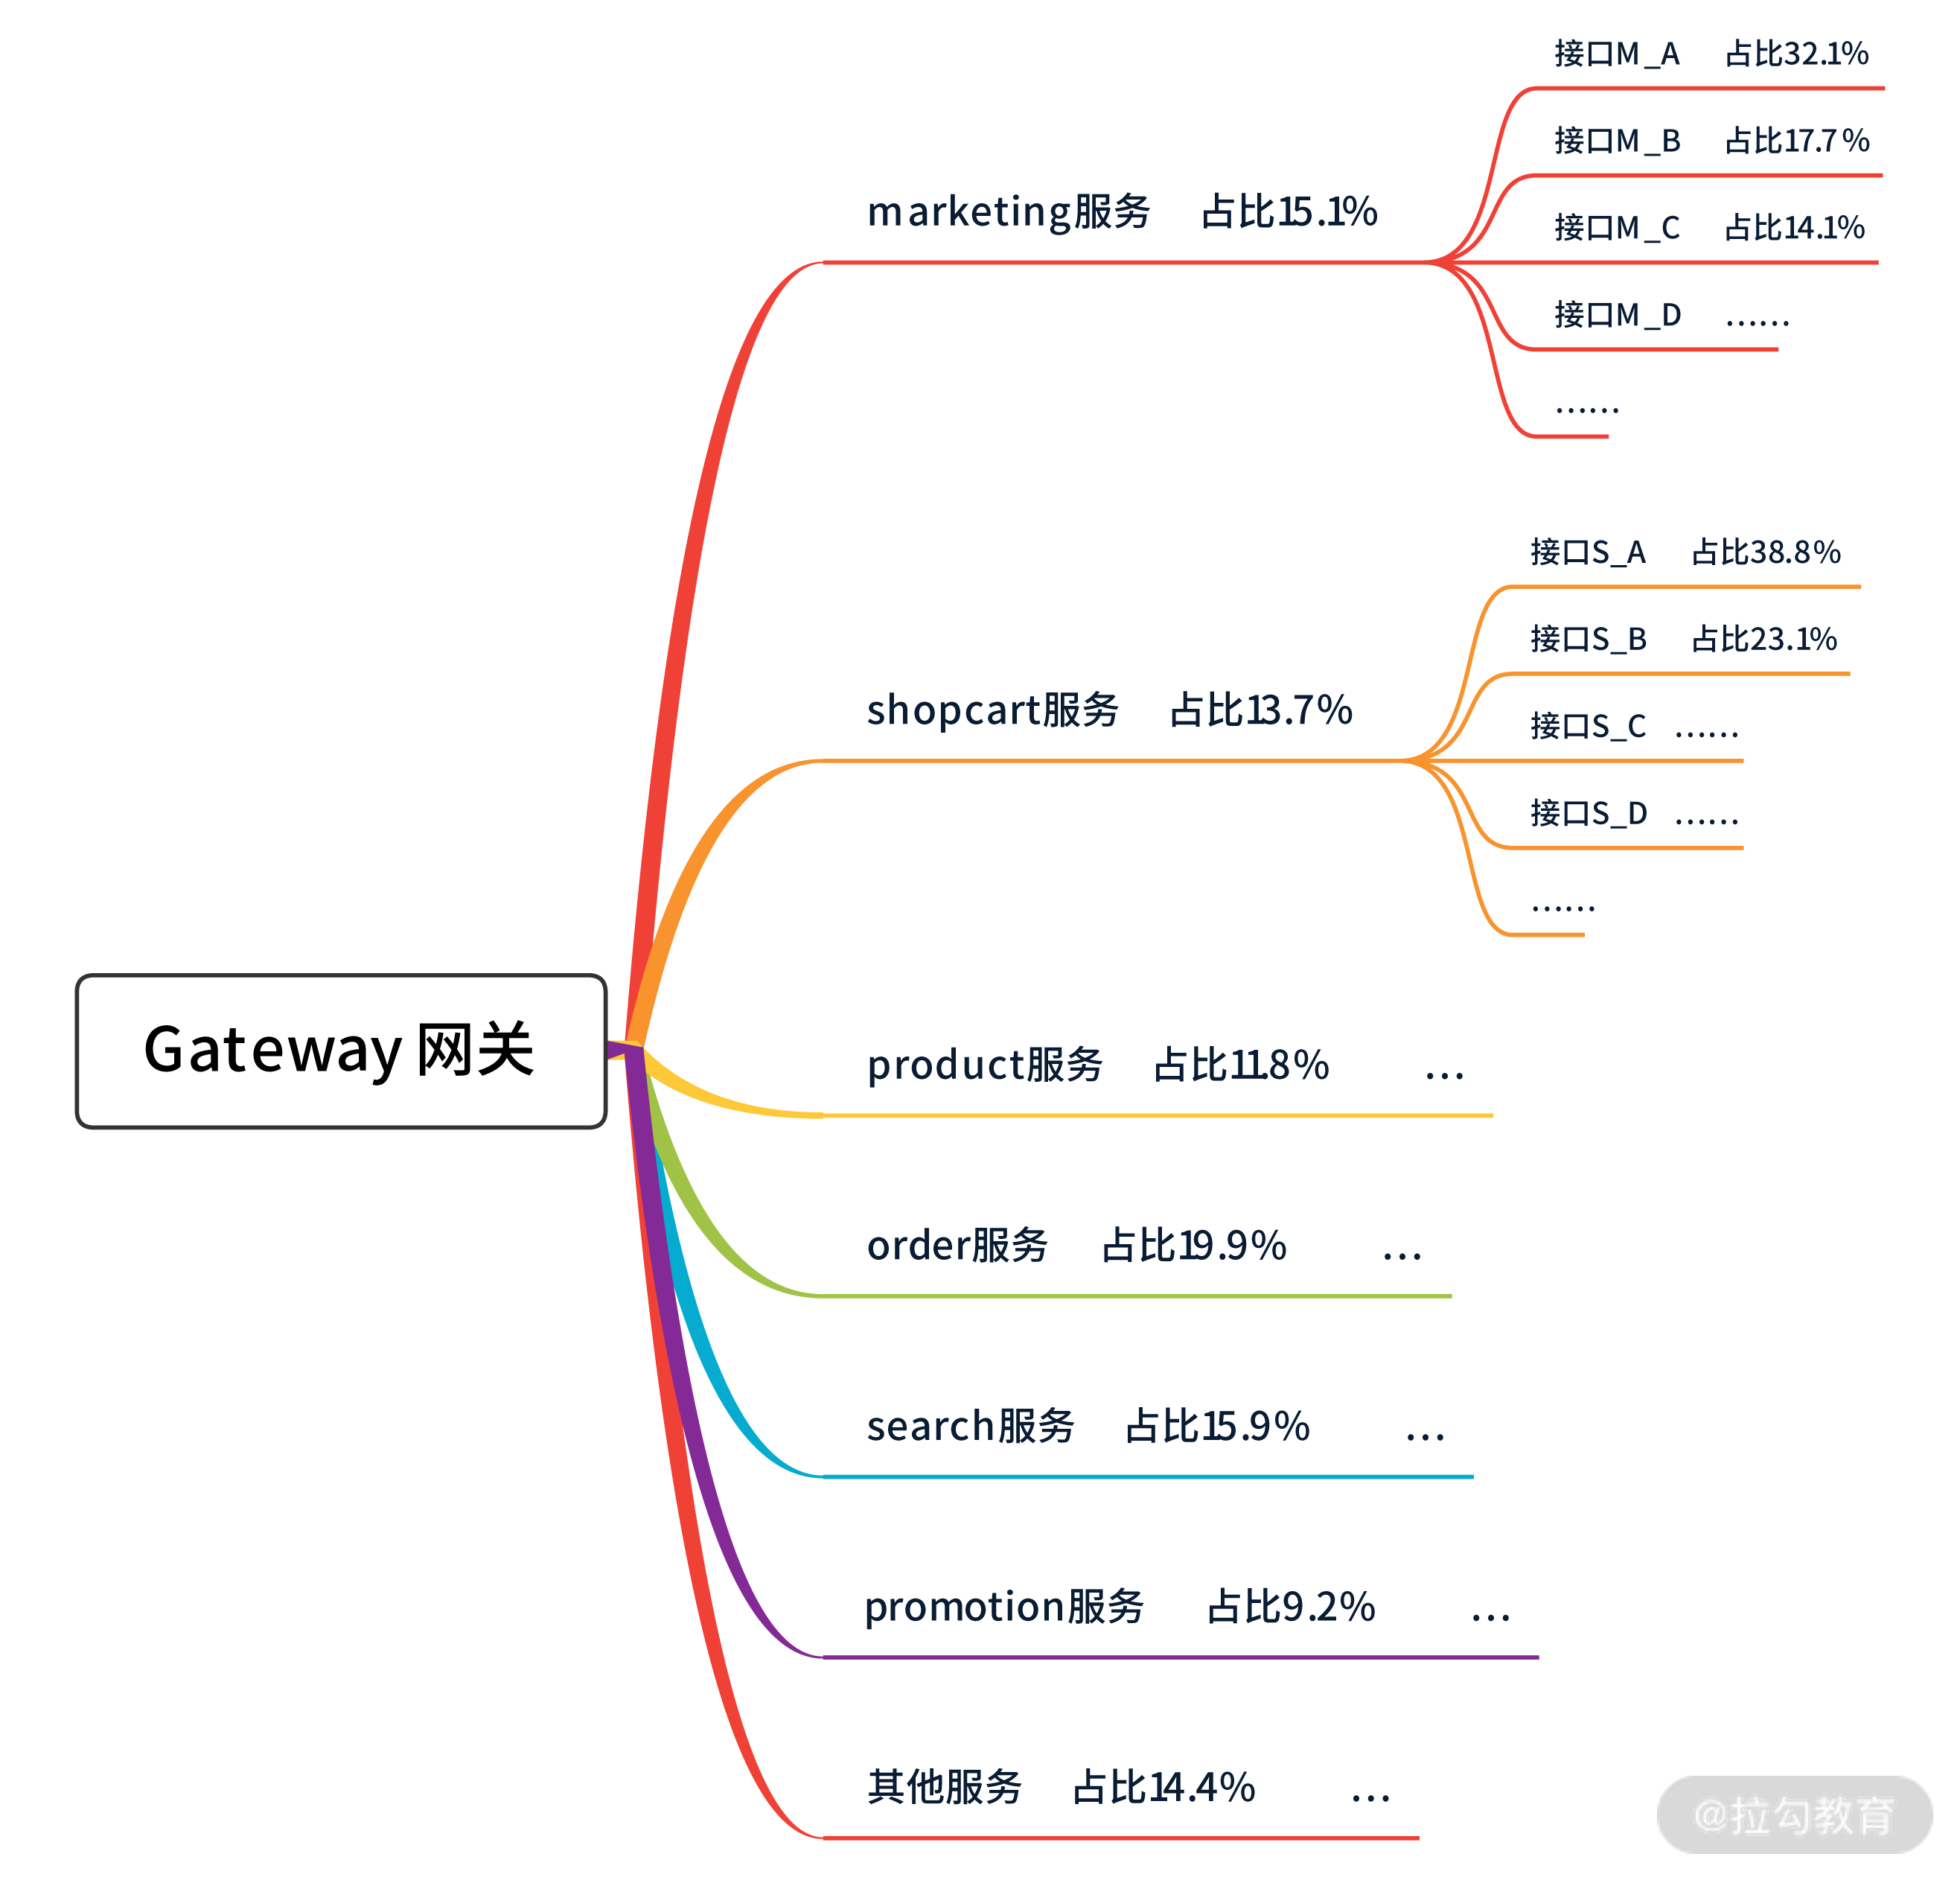 接口M_A 占比32.1%
接口M_B 占比17.7%
marketing服务 占比15.1%
接口M_C 占比14.1%
接口M_D ......
......
接口S_A 占比38.8%
接口S_B 占比23.1%
shopcart服务 占比13.7%
接口S_C ......
接口S_D ......
......
Gateway网关
product服务 占比11.8% ...
order服务 占比19.9% ...
search服务 占比15.9% ...
promotion服务 占比9.2% ...
其他服务 占比14.4% ...
@拉勾教育